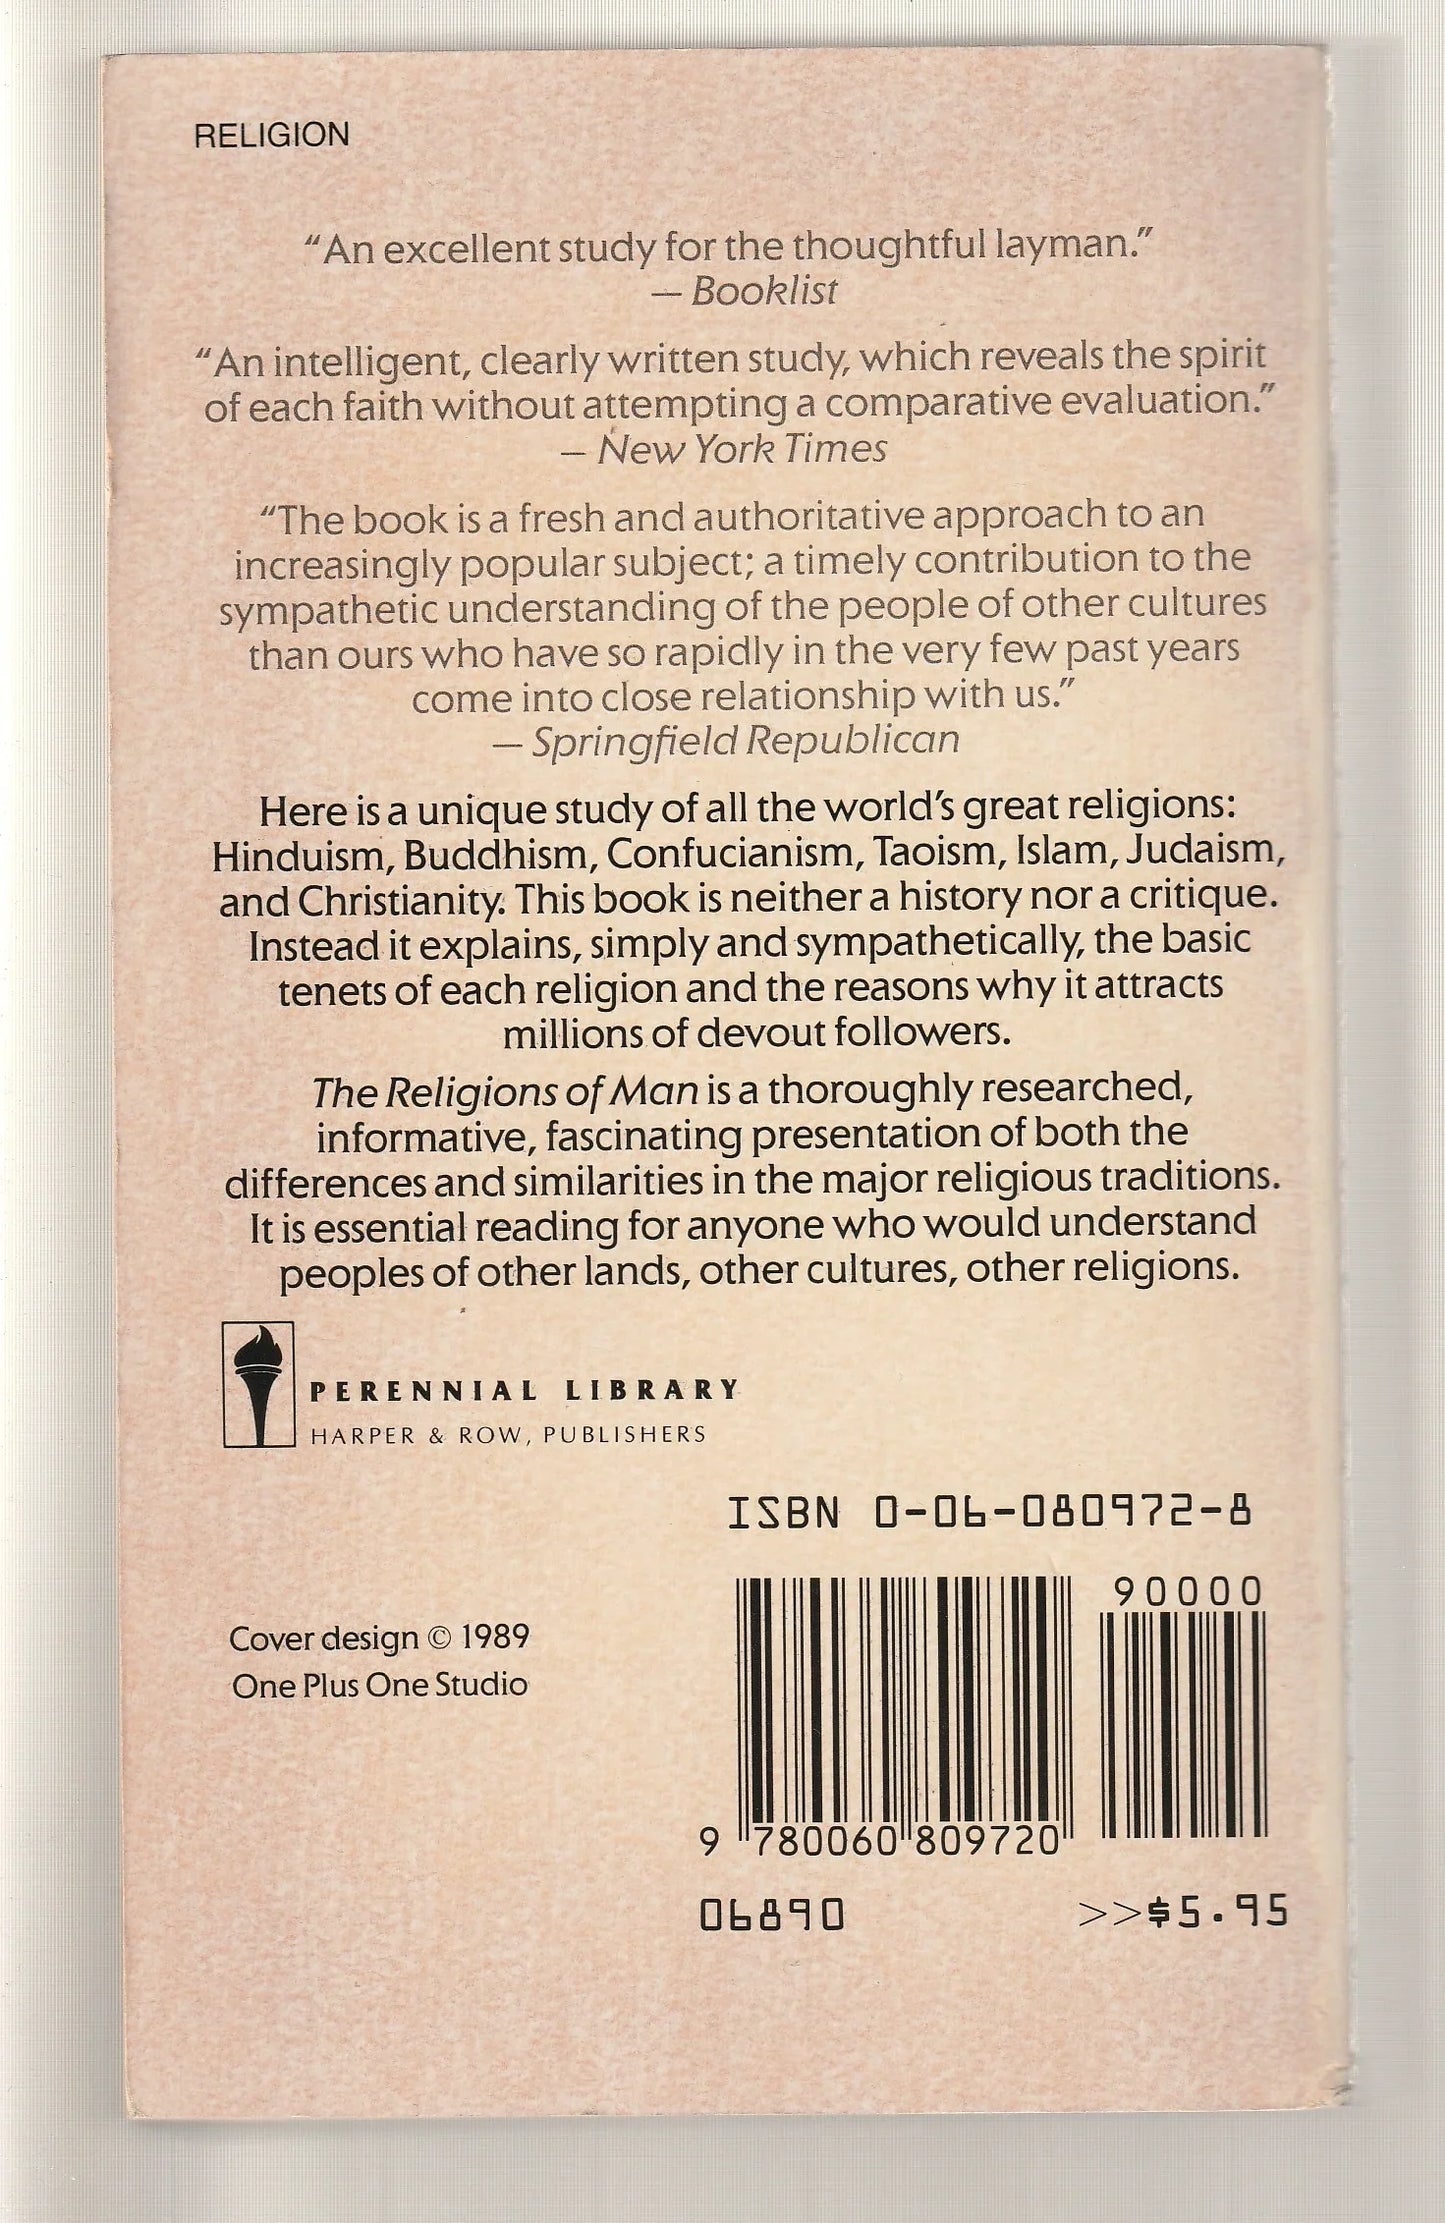 RELIGION
“An excellent study for the thoughtful layman.”
— Booklist
“An intelligent, clearly written study, which reveals the spirit
of each faith without attempting a comparative evaluation.”
— New York Times
“The book is a fresh and authoritative approach to an
increasingly popular subject; a timely contribution to the
sympathetic understanding of the people of other cultures
than ours who have so rapidly in the very few past years
come into close relationship with us.”
— Springfield Republican
Here is a unique study of all the world’s great religions:
Hinduism, Buddhism, Confucianism, Taoism, Islam, Judaism,
and Christianity. This book is neither a history nor a critique.
Instead it explains, simply and sympathetically, the basic
tenets of each religion and the reasons why it attracts
millions of devout followers.
The Religions of Man is a thoroughly researched,
informative, fascinating presentation of both the
differences and similarities in the major religious traditions.
It is essential reading for anyone who would understand
peoples of other lands, other cultures, other religions.
PERENNIAL LIBRARY
HARPER & ROW, PUBLISHERS
ISBN 0-06-080972-8
90000
Cover design © 1989
One Plus One Studio
9 780060 809720
06890 >>$5.95